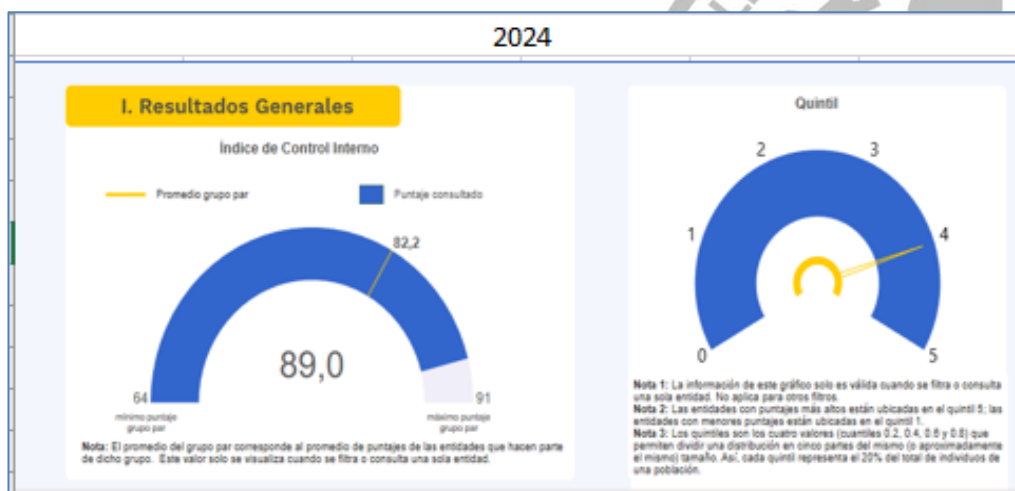 2024
I. Resultados Generales
Índice de Control Interno
Promedio grupo par
Puntaje consultado
82,2
89,0
64
mínimo puntaje
grupo par
91
máximo puntaje
grupo par
Nota: El promedio del grupo par corresponde al promedio de puntajes de las entidades que hacen parte
de dicho grupo. Este valor solo se visualiza cuando se filtra o consulta una sola entidad.
Quintil
0
1
2
3
4
5
Nota 1: La información de este gráfico solo es válida cuando se filtra o consulta
una sola entidad. No aplica para otros filtros.
Nota 2: Las entidades con puntajes más altos están ubicadas en el quintil 5; las
entidades con menores puntajes están ubicadas en el quintil 1.
Nota 3: Los quintiles son los cuatro valores (cuantiles 0.2, 0.4, 0.6 y 0.8) que
permiten dividir una distribución en cinco partes del mismo (o aproximadamente
el mismo) tamaño. Así, cada quintil representa el 20% del total de individuos de
una población.